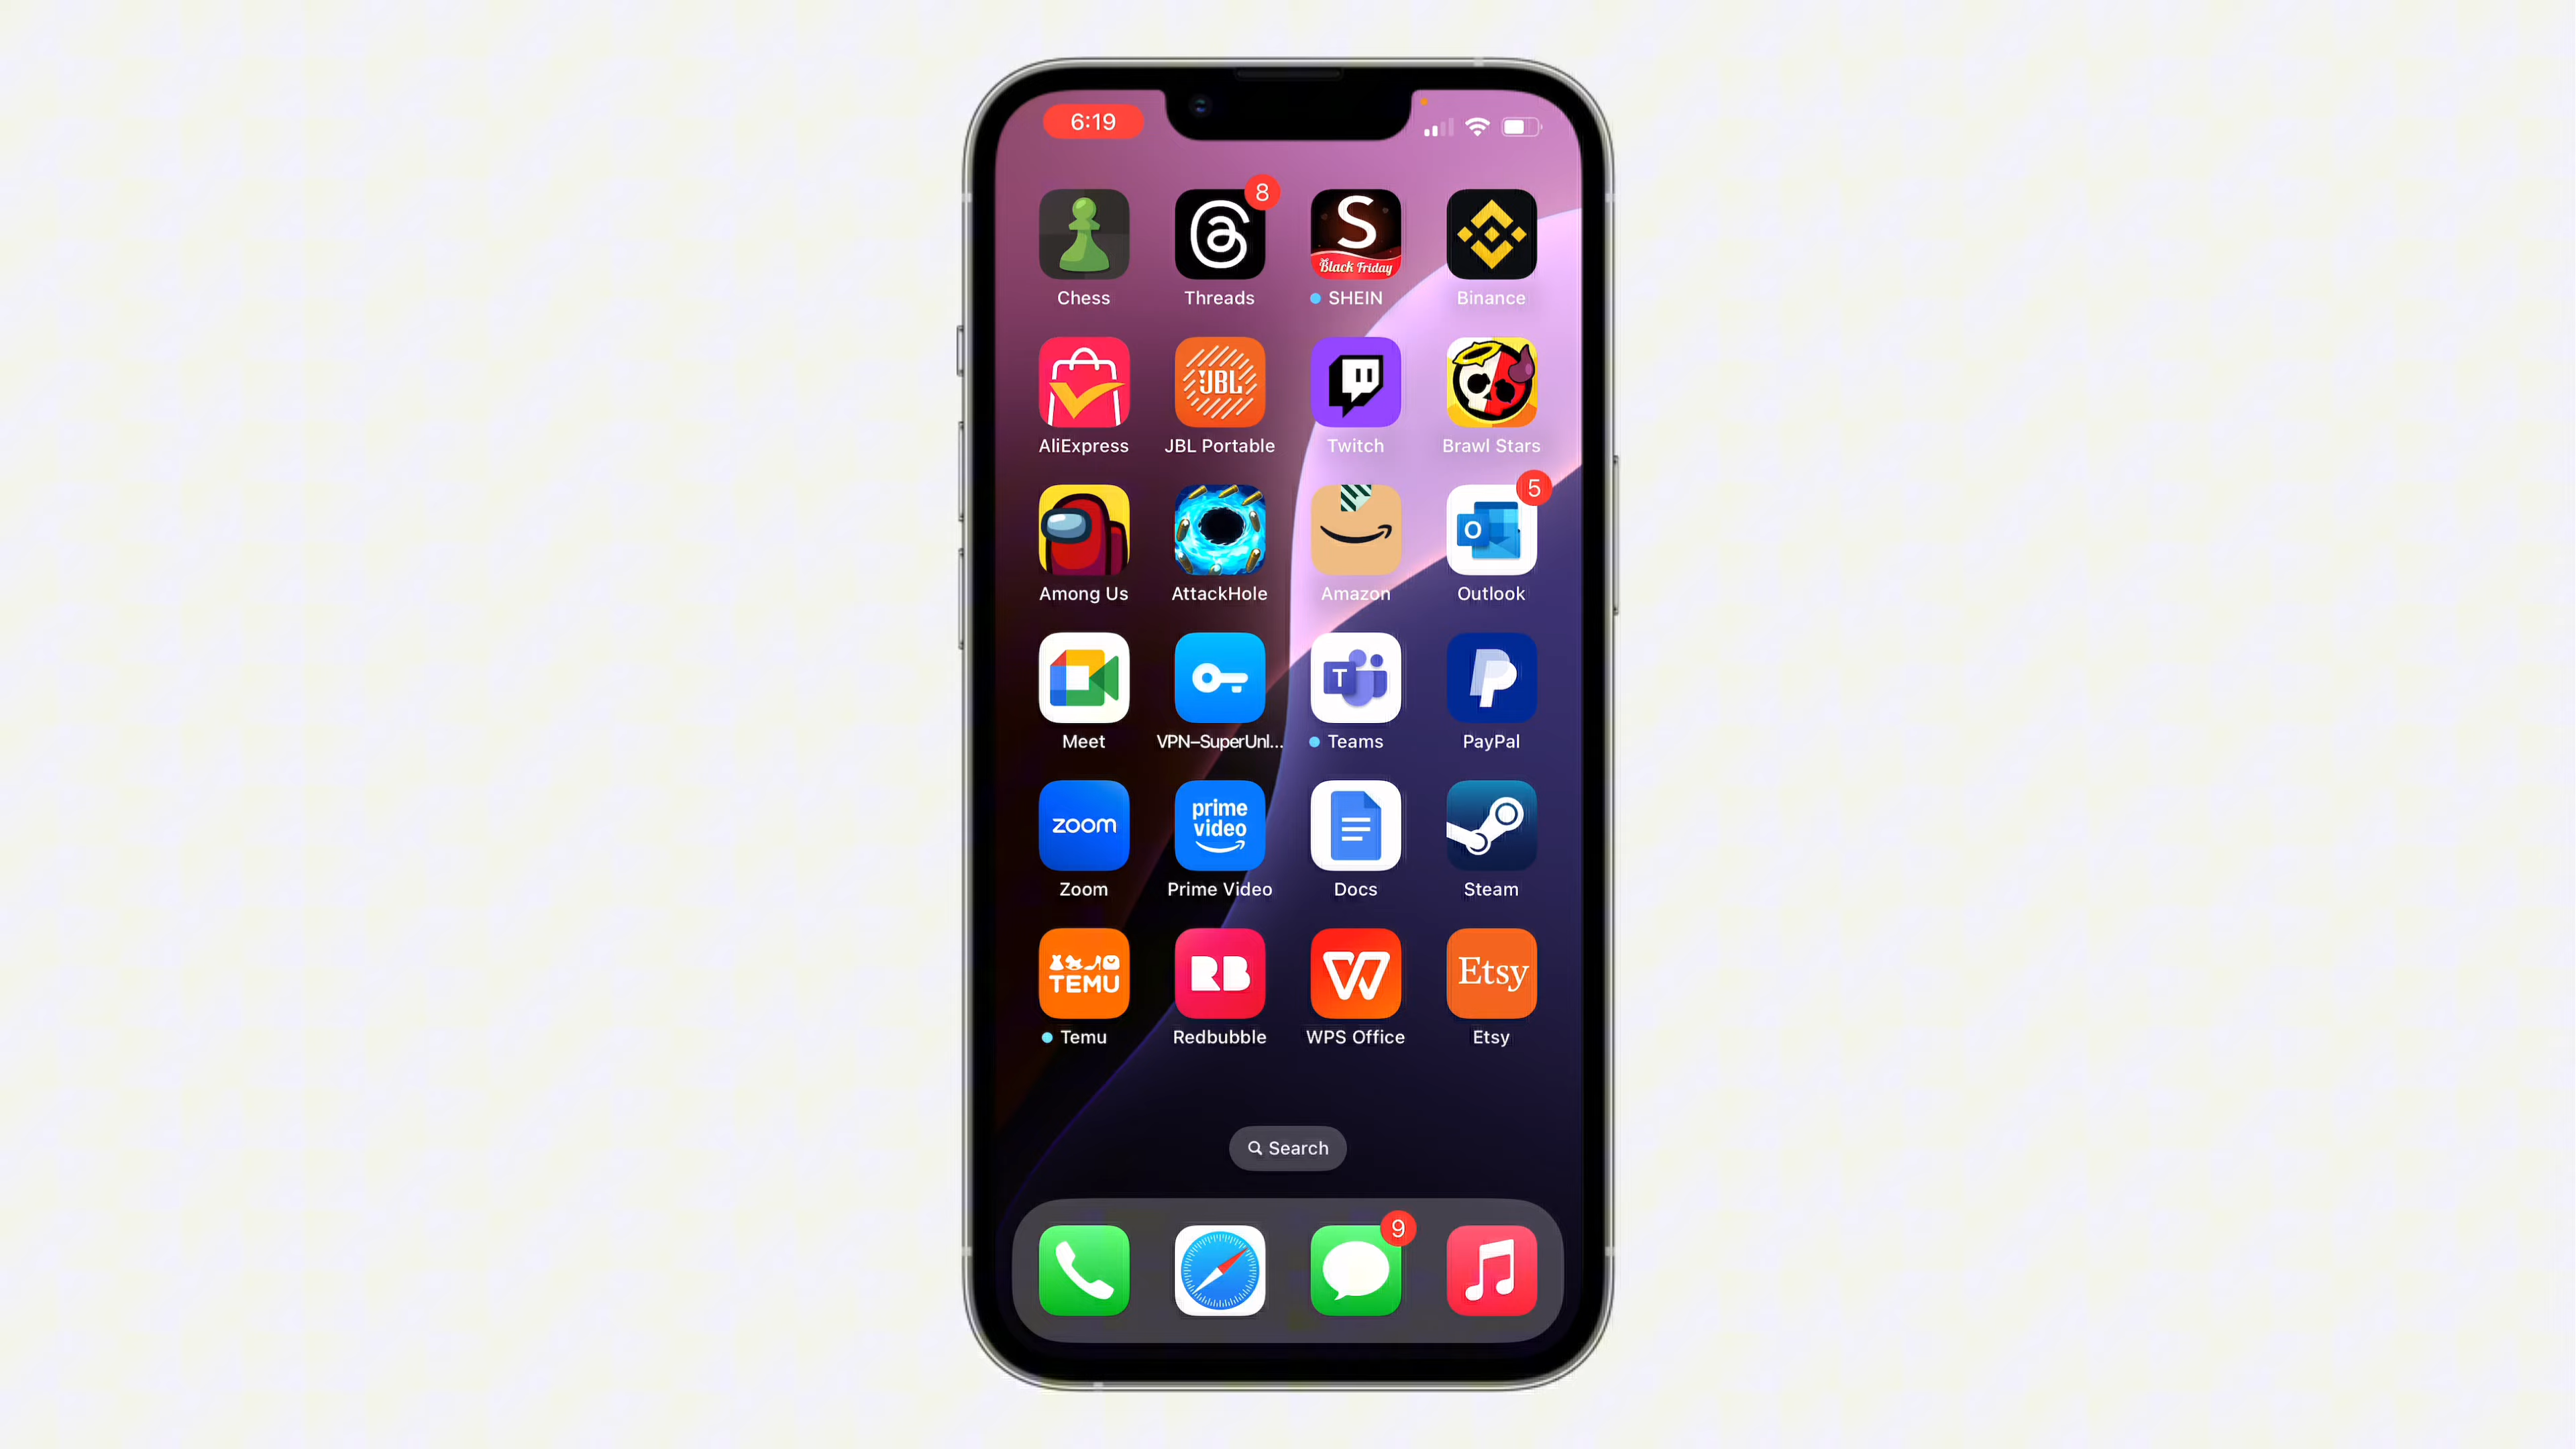 6:19
8
S
Black Friday
Chess
Threads
SHEIN
Binance
JBL
AliExpress
JBL Portable
Twitch
Brawl Stars
5
O
Among Us
AttackHole
Amazon
Outlook
T
Meet
VPN–SuperUnl...
Teams
PayPal
zoom
prime
video
Zoom
Prime Video
Docs
Steam
TEMU
RB
W
Etsy
Temu
Redbubble
WPS Office
Etsy
Search
9